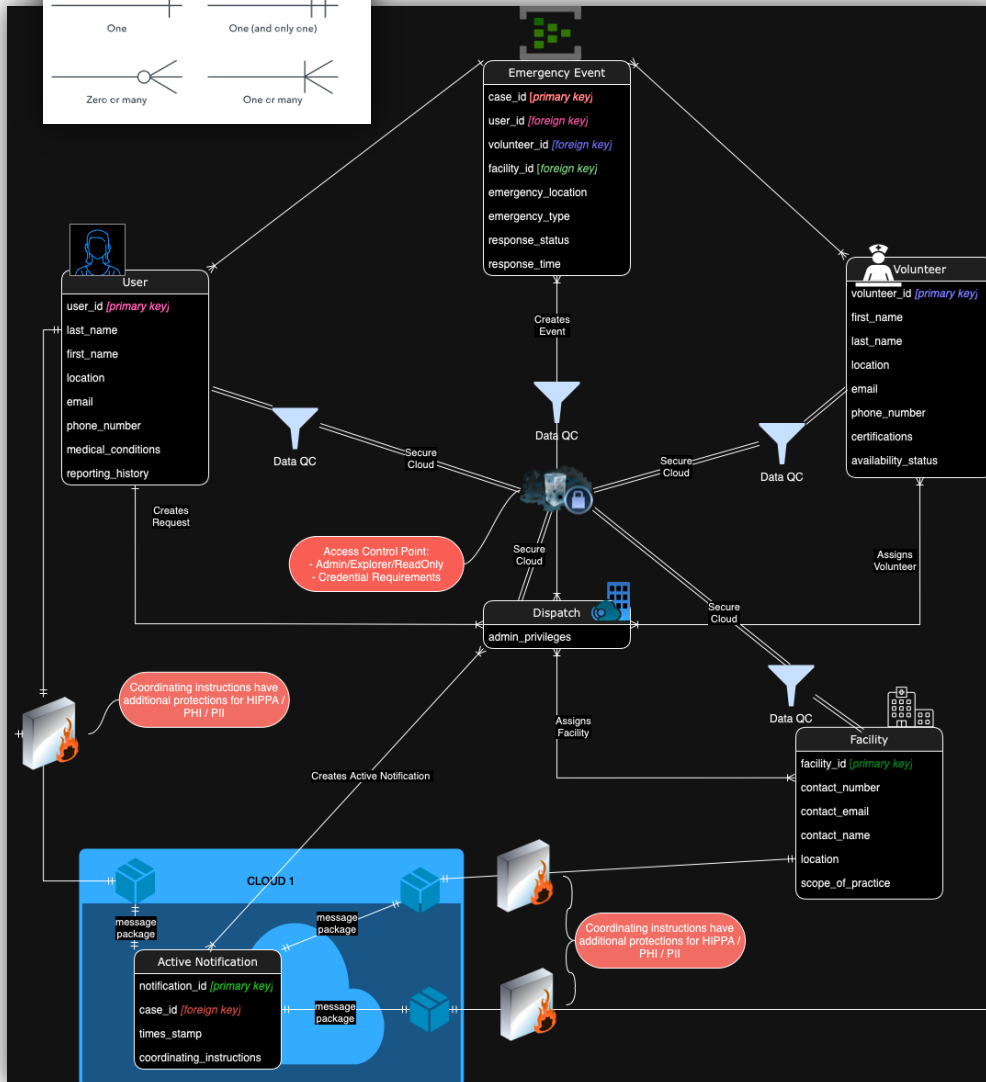 One
One (and only one)
Zero or many
One or many
Emergency Event
case_id [primary key]
user_id [foreign key]
volunteer_id [foreign key]
facility_id [foreign key]
emergency_location
emergency_type
response_status
response_time
User
user_id [primary key]
last_name
first_name
location
email
phone_number
medical_conditions
reporting_history
Volunteer
volunteer_id [primary key]
first_name
last_name
location
email
phone_number
certifications
availability_status
Creates
Event
Data QC
Data QC
Data QC
Secure
Cloud
Secure
Cloud
Creates
Request
Access Control Point:
- Admin/Explorer/ReadOnly
- Credential Requirements
Secure
Cloud
Assigns
Volunteer
Dispatch
admin_privileges
Secure
Cloud
Coordinating instructions have
additional protections for HIPPA /
PHI / PII
Data QC
Assigns
Facility
Creates Active Notification
Facility
facility_id [primary key]
contact_number
contact_email
contact_name
location
scope_of_practice
CLOUD 1
message
package
message
package
Coordinating instructions have
additional protections for HIPPA /
PHI / PII
Active Notification
notification_id [primary key]
case_id [foreign key]
times_stamp
coordinating_instructions
message
package